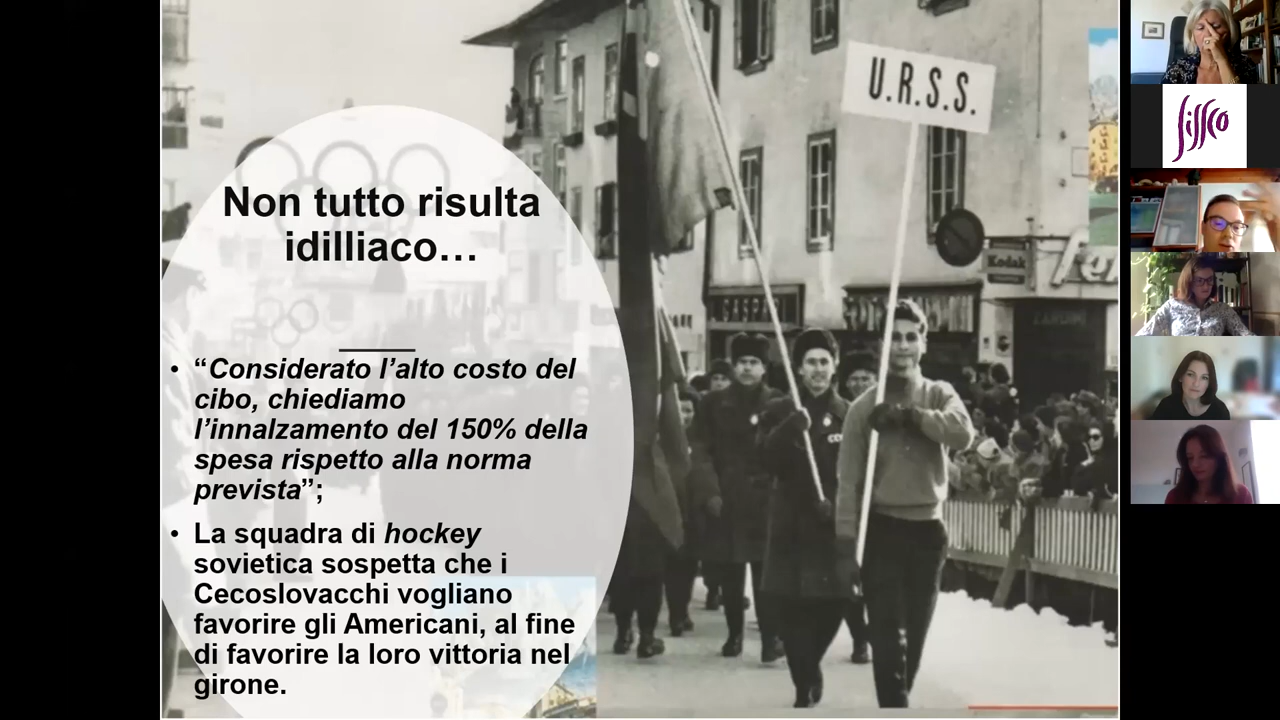 U.R.S.S.
Non tutto risulta
idilliaco…
• “Considerato l’alto costo del
cibo, chiediamo
l’innalzamento del 150% della
spesa rispetto alla norma
prevista”;
• La squadra di hockey
sovietica sospetta che i
Cecoslovacchi vogliano
favorire gli Americani, al fine
di favorire la loro vittoria nel
girone.
Kodak
GASPARI